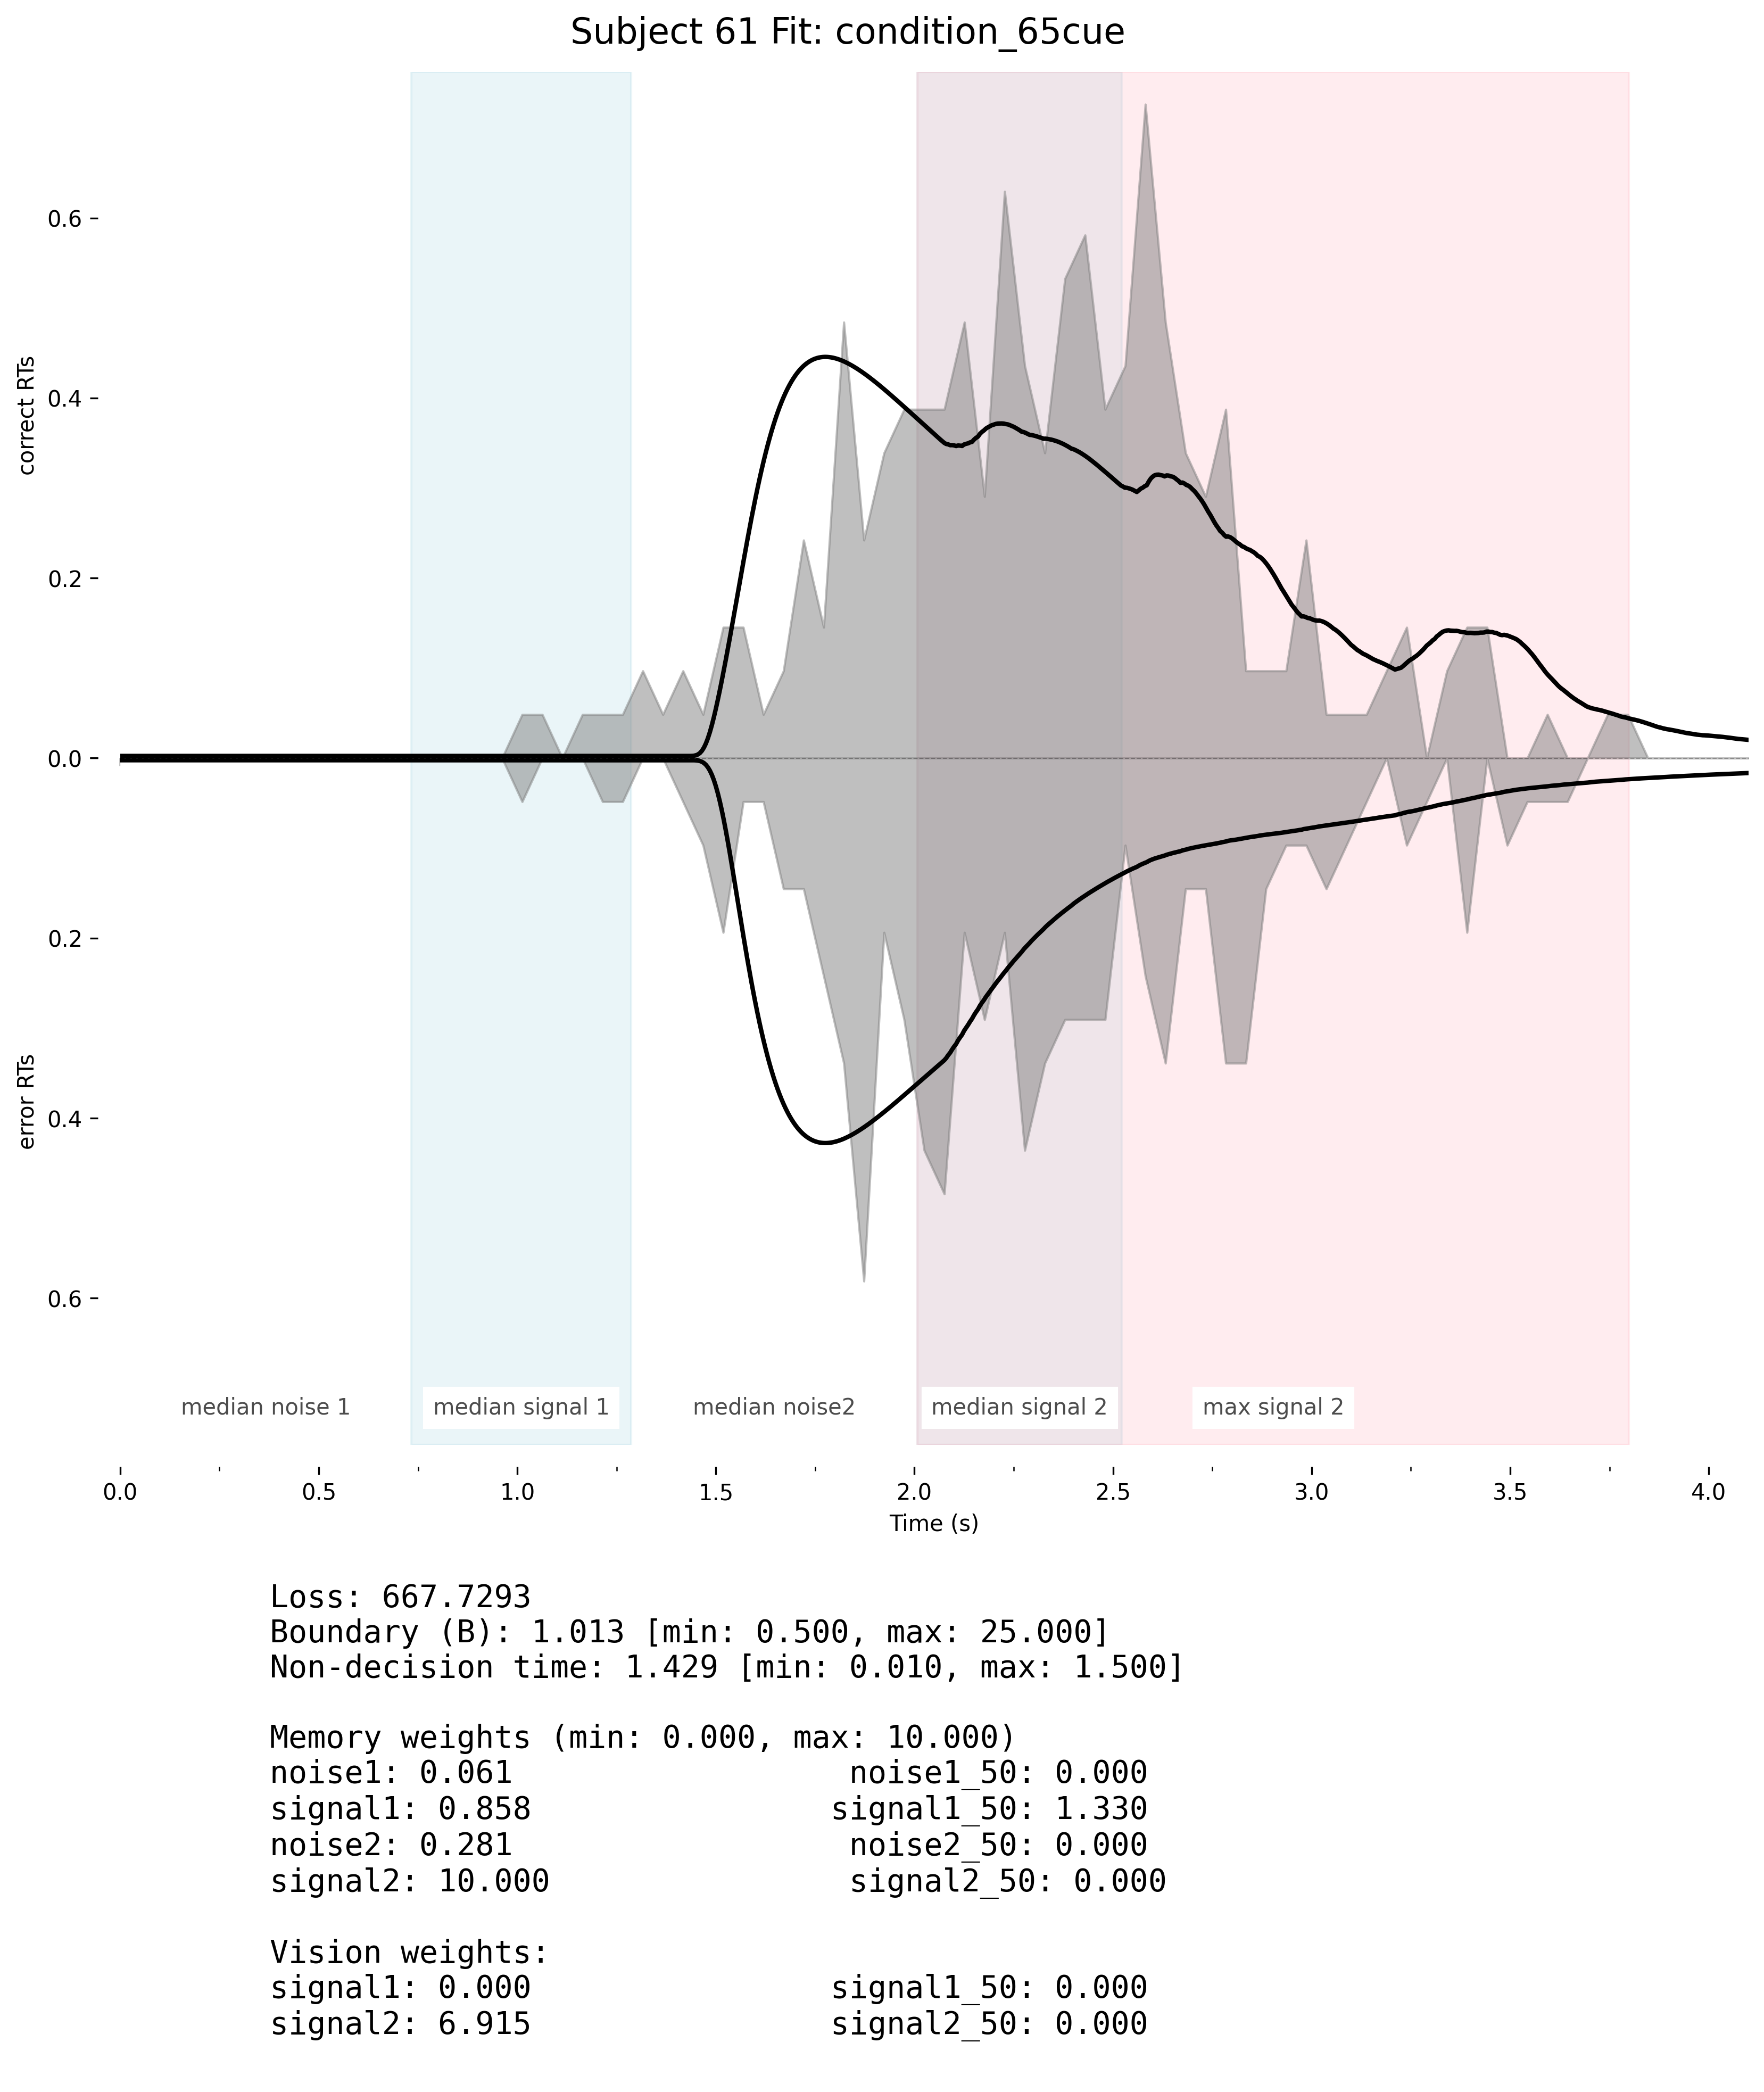 Subject 61 Fit: condition_65cue
0.6
0.4
0.2
0.0
0.2
0.4
0.6
correct RTs
error RTs
median noise 1
median signal 1
median noise2
median signal 2
max signal 2
0.0 0.5 1.0 1.5 2.0 2.5 3.0 3.5 4.0
Time (s)
Loss: 667.7293
Boundary (B): 1.013 [min: 0.500, max: 25.000]
Non-decision time: 1.429 [min: 0.010, max: 1.500]
Memory weights (min: 0.000, max: 10.000)
noise1: 0.061 noise1_50: 0.000
signal1: 0.858 signal1_50: 1.330
noise2: 0.281 noise2_50: 0.000
signal2: 10.000 signal2_50: 0.000
Vision weights:
signal1: 0.000 signal1_50: 0.000
signal2: 6.915 signal2_50: 0.000